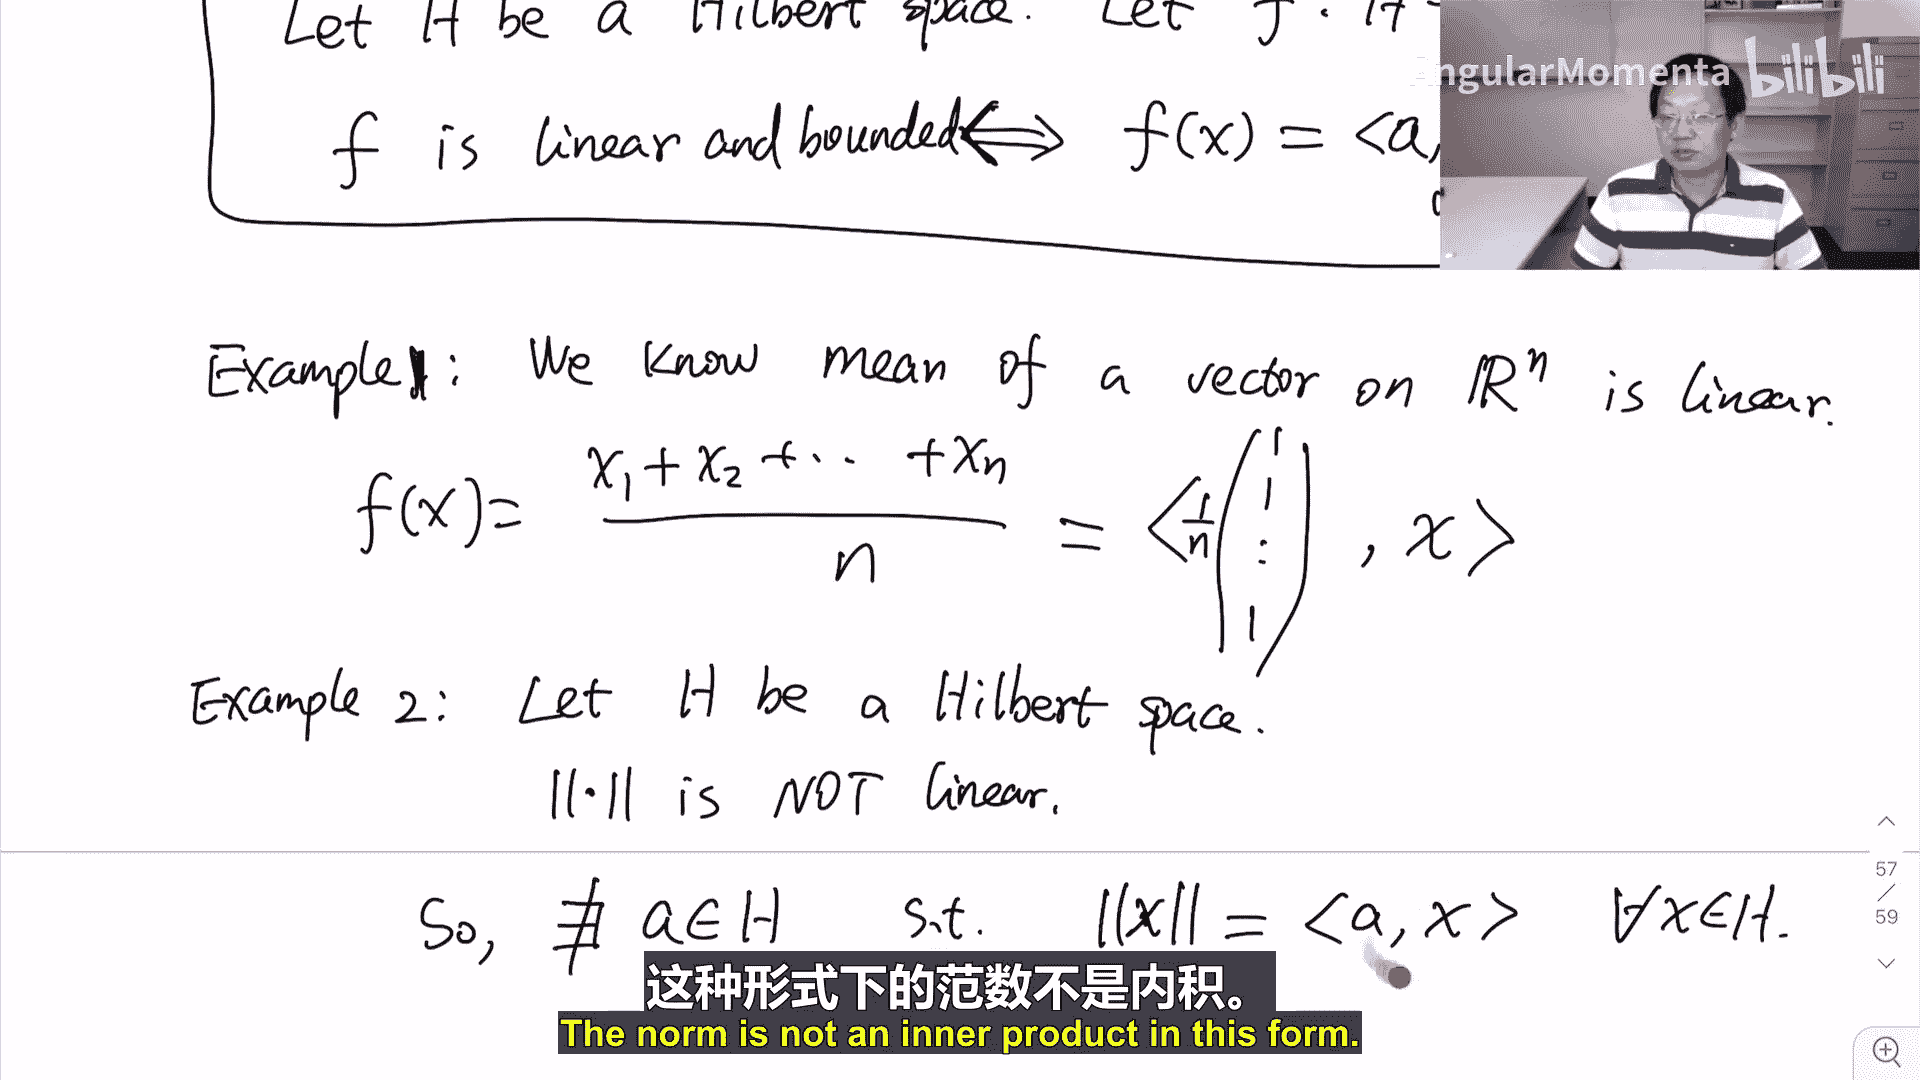 Let H be a Hilbert space. Let f : H
AngularMomenta bilibili
f is linear and bounded ⟺ f(x) = <a,
Example 1: We know mean of a vector on ℝⁿ is linear.
f(x) = (x₁ + x₂ + ·· + xₙ) / n = <1/n (1 1 : 1), x>
Example 2: Let H be a Hilbert space.
||·|| is NOT linear.
57
/
59
So, ∄ a∈H s.t. ||x|| = <a, x> ∀x∈H.
这种形式下的范数不是内积。
The norm is not an inner product in this form.